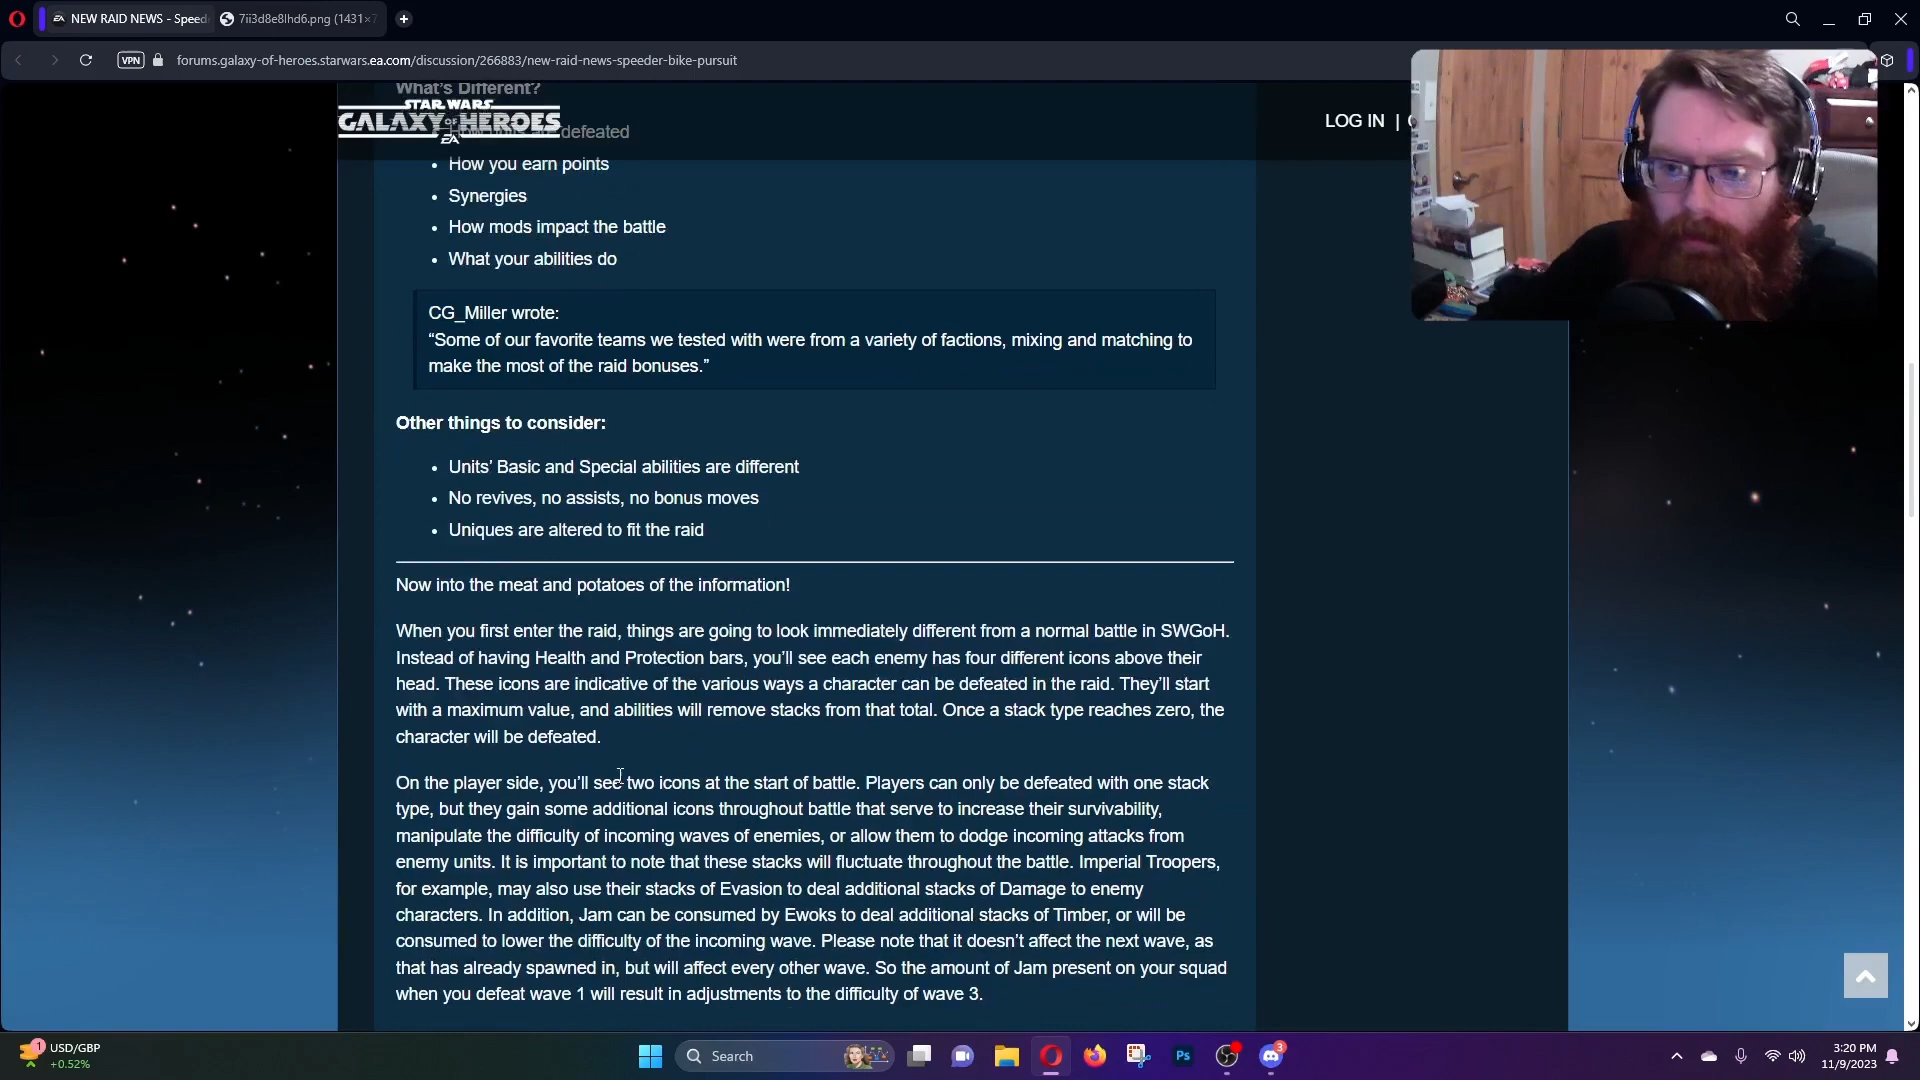 NEW RAID NEWS - Speed
7ii3d8e8lhd6.png (1431×7
VPN
forums.galaxy-of-heroes.starwars.ea.com/discussion/266883/new-raid-news-speeder-bike-pursuit
What's Different?
STAR WARS
GALAXY OF HEROES
EA
defeated
LOG IN |
How you earn points
Synergies
How mods impact the battle
What your abilities do
CG_Miller wrote:
“Some of our favorite teams we tested with were from a variety of factions, mixing and matching to
make the most of the raid bonuses.”
Other things to consider:
Units’ Basic and Special abilities are different
No revives, no assists, no bonus moves
Uniques are altered to fit the raid
Now into the meat and potatoes of the information!
When you first enter the raid, things are going to look immediately different from a normal battle in SWGoH.
Instead of having Health and Protection bars, you’ll see each enemy has four different icons above their
head. These icons are indicative of the various ways a character can be defeated in the raid. They’ll start
with a maximum value, and abilities will remove stacks from that total. Once a stack type reaches zero, the
character will be defeated.
On the player side, you’ll see two icons at the start of battle. Players can only be defeated with one stack
type, but they gain some additional icons throughout battle that serve to increase their survivability,
manipulate the difficulty of incoming waves of enemies, or allow them to dodge incoming attacks from
enemy units. It is important to note that these stacks will fluctuate throughout the battle. Imperial Troopers,
for example, may also use their stacks of Evasion to deal additional stacks of Damage to enemy
characters. In addition, Jam can be consumed by Ewoks to deal additional stacks of Timber, or will be
consumed to lower the difficulty of the incoming wave. Please note that it doesn’t affect the next wave, as
that has already spawned in, but will affect every other wave. So the amount of Jam present on your squad
when you defeat wave 1 will result in adjustments to the difficulty of wave 3.
1
USD/GBP
+0.52%
Search
Ps
3
3:20 PM
11/9/2023